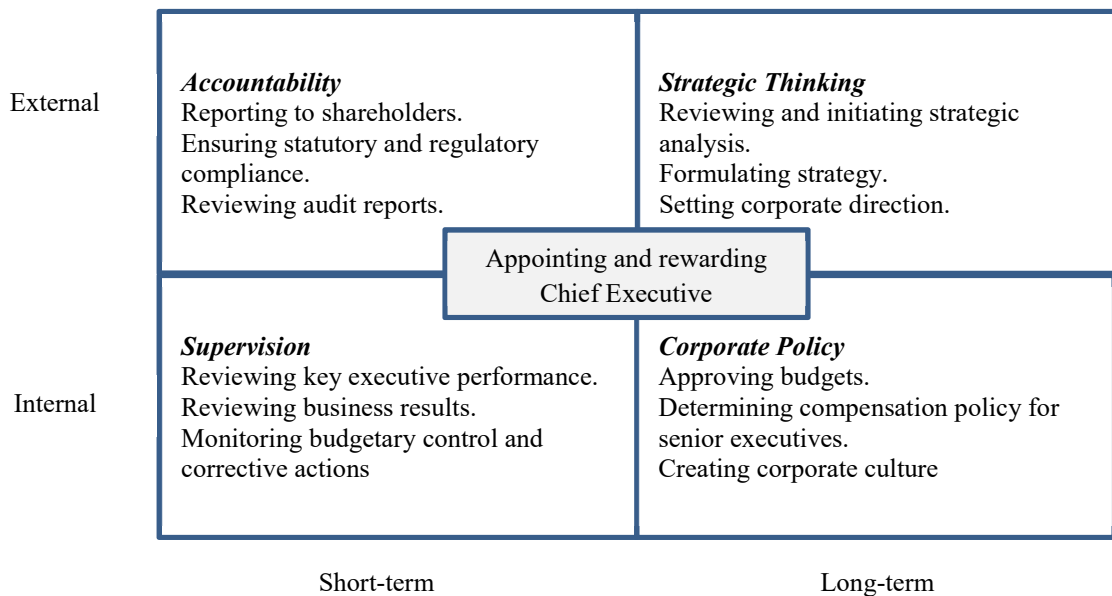 External
Accountability
Reporting to shareholders.
Ensuring statutory and regulatory
compliance.
Reviewing audit reports.
Strategic Thinking
Reviewing and initiating strategic
analysis.
Formulating strategy.
Setting corporate direction.
Appointing and rewarding
Chief Executive
Internal
Supervision
Reviewing key executive performance.
Reviewing business results.
Monitoring budgetary control and
corrective actions
Corporate Policy
Approving budgets.
Determining compensation policy for
senior executives.
Creating corporate culture
Short-term
Long-term